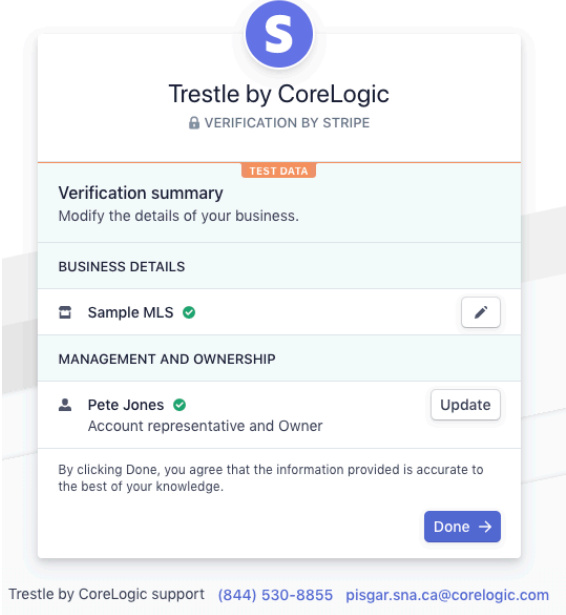 S
Trestle by CoreLogic
VERIFICATION BY STRIPE
TEST DATA
Verification summary
Modify the details of your business.
BUSINESS DETAILS
Sample MLS
MANAGEMENT AND OWNERSHIP
Pete Jones
Update
Account representative and Owner
By clicking Done, you agree that the information provided is accurate to
the best of your knowledge.
Done →
Trestle by CoreLogic support (844) 530-8855 pisgar.sna.ca@corelogic.com